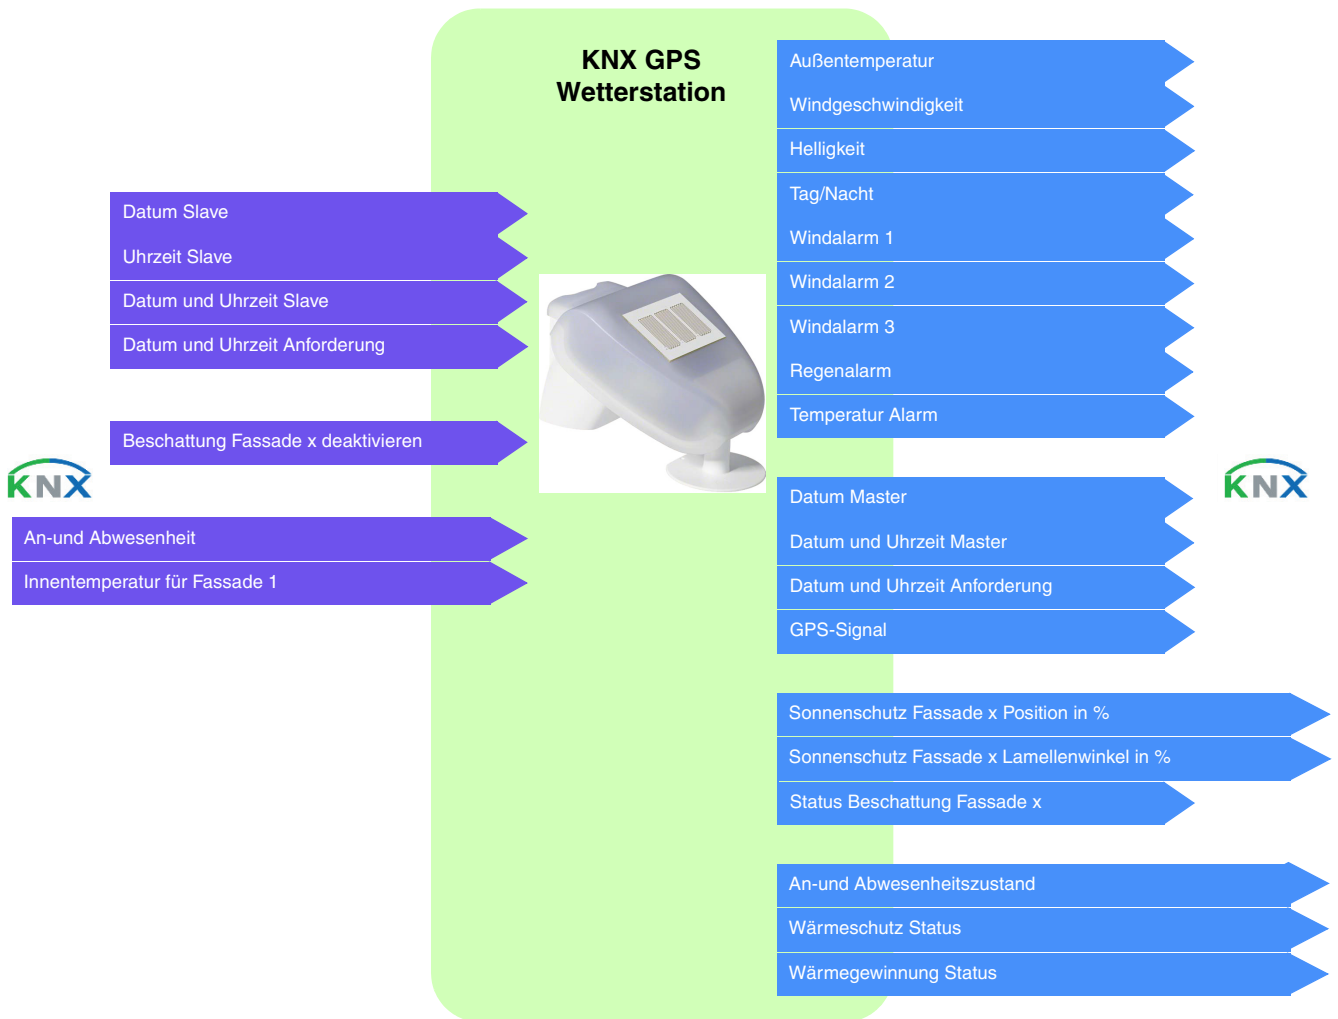 KNX GPS
Wetterstation
Datum Slave
Uhrzeit Slave
Datum und Uhrzeit Slave
Datum und Uhrzeit Anforderung
Beschattung Fassade x deaktivieren
KNX
An-und Abwesenheit
Innentemperatur für Fassade 1
Außentemperatur
Windgeschwindigkeit
Helligkeit
Tag/Nacht
Windalarm 1
Windalarm 2
Windalarm 3
Regenalarm
Temperatur Alarm
KNX
Datum Master
Datum und Uhrzeit Master
Datum und Uhrzeit Anforderung
GPS-Signal
Sonnenschutz Fassade x Position in %
Sonnenschutz Fassade x Lamellenwinkel in %
Status Beschattung Fassade x
An-und Abwesenheitszustand
Wärmeschutz Status
Wärmegewinnung Status